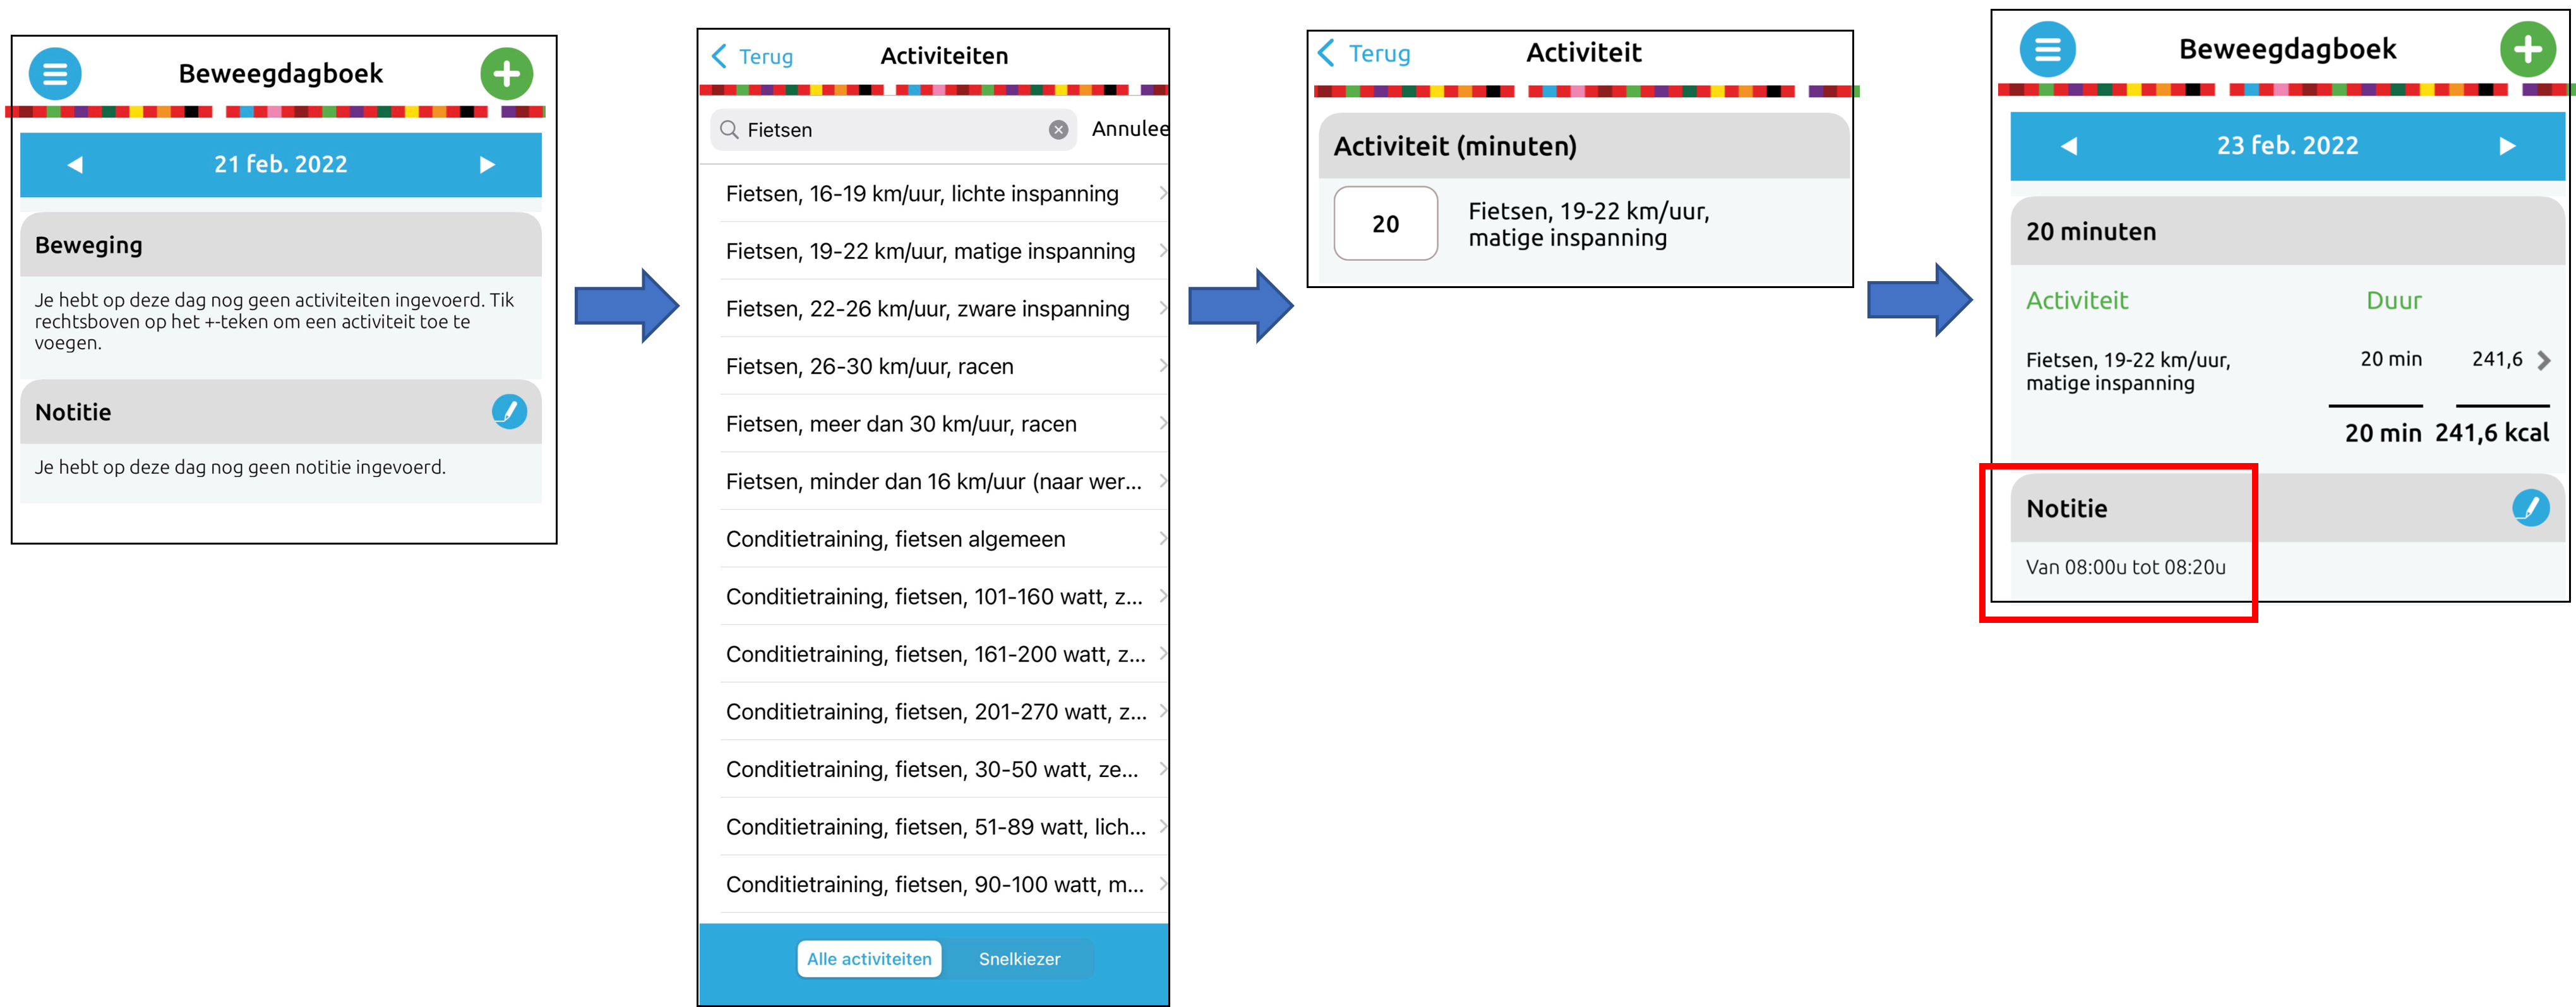 Beweegdagboek
21 feb. 2022
Beweging
Je hebt op deze dag nog geen activiteiten ingevoerd. Tik
rechtsboven op het +-teken om een activiteit toe te
voegen.
Notitie
Je hebt op deze dag nog geen notitie ingevoerd.
Terug Activiteiten
Fietsen Annulee
Fietsen, 16-19 km/uur, lichte inspanning
Fietsen, 19-22 km/uur, matige inspanning
Fietsen, 22-26 km/uur, zware inspanning
Fietsen, 26-30 km/uur, racen
Fietsen, meer dan 30 km/uur, racen
Fietsen, minder dan 16 km/uur (naar wer...
Conditietraining, fietsen algemeen
Conditietraining, fietsen, 101-160 watt, z...
Conditietraining, fietsen, 161-200 watt, z...
Conditietraining, fietsen, 201-270 watt, z...
Conditietraining, fietsen, 30-50 watt, ze...
Conditietraining, fietsen, 51-89 watt, lich...
Conditietraining, fietsen, 90-100 watt, m...
Alle activiteiten Snelkiezer
Terug Activiteit
Activiteit (minuten)
20 Fietsen, 19-22 km/uur,
matige inspanning
Beweegdagboek
23 feb. 2022
20 minuten
Activiteit Duur
Fietsen, 19-22 km/uur, 20 min 241,6
matige inspanning
20 min 241,6 kcal
Notitie
Van 08:00u tot 08:20u